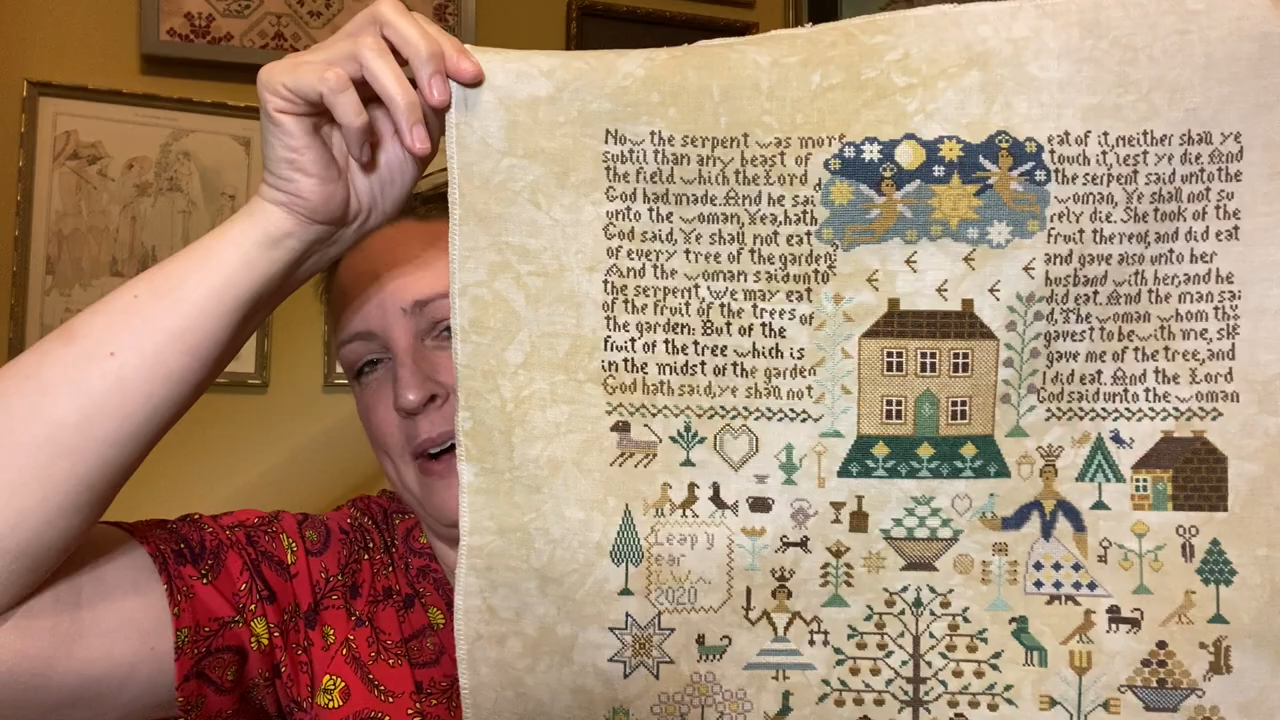 Now the serpent was more
subtil than any beast of
the field which the Lord
God had made. And he sai
unto the woman, Yea, hath
God said, Ye shall not eat
of every tree of the garden?
And the woman said unto
the serpent, We may eat
of the fruit of the trees of
the garden: But of the
fruit of the tree which is
in the midst of the garden
God hath said, ye shall not
eat of it, neither shall ye
touch it, lest ye die. And
the serpent said unto the
woman, Ye shall not su
rely die. She took of the
fruit thereof, and did eat
and gave also unto her
husband with her, and he
did eat. And the man sai
d, The woman whom tho
gavest to be with me, she
gave me of the tree, and
I did eat. And the Lord
God said unto the woman
Leap y
ear
2020